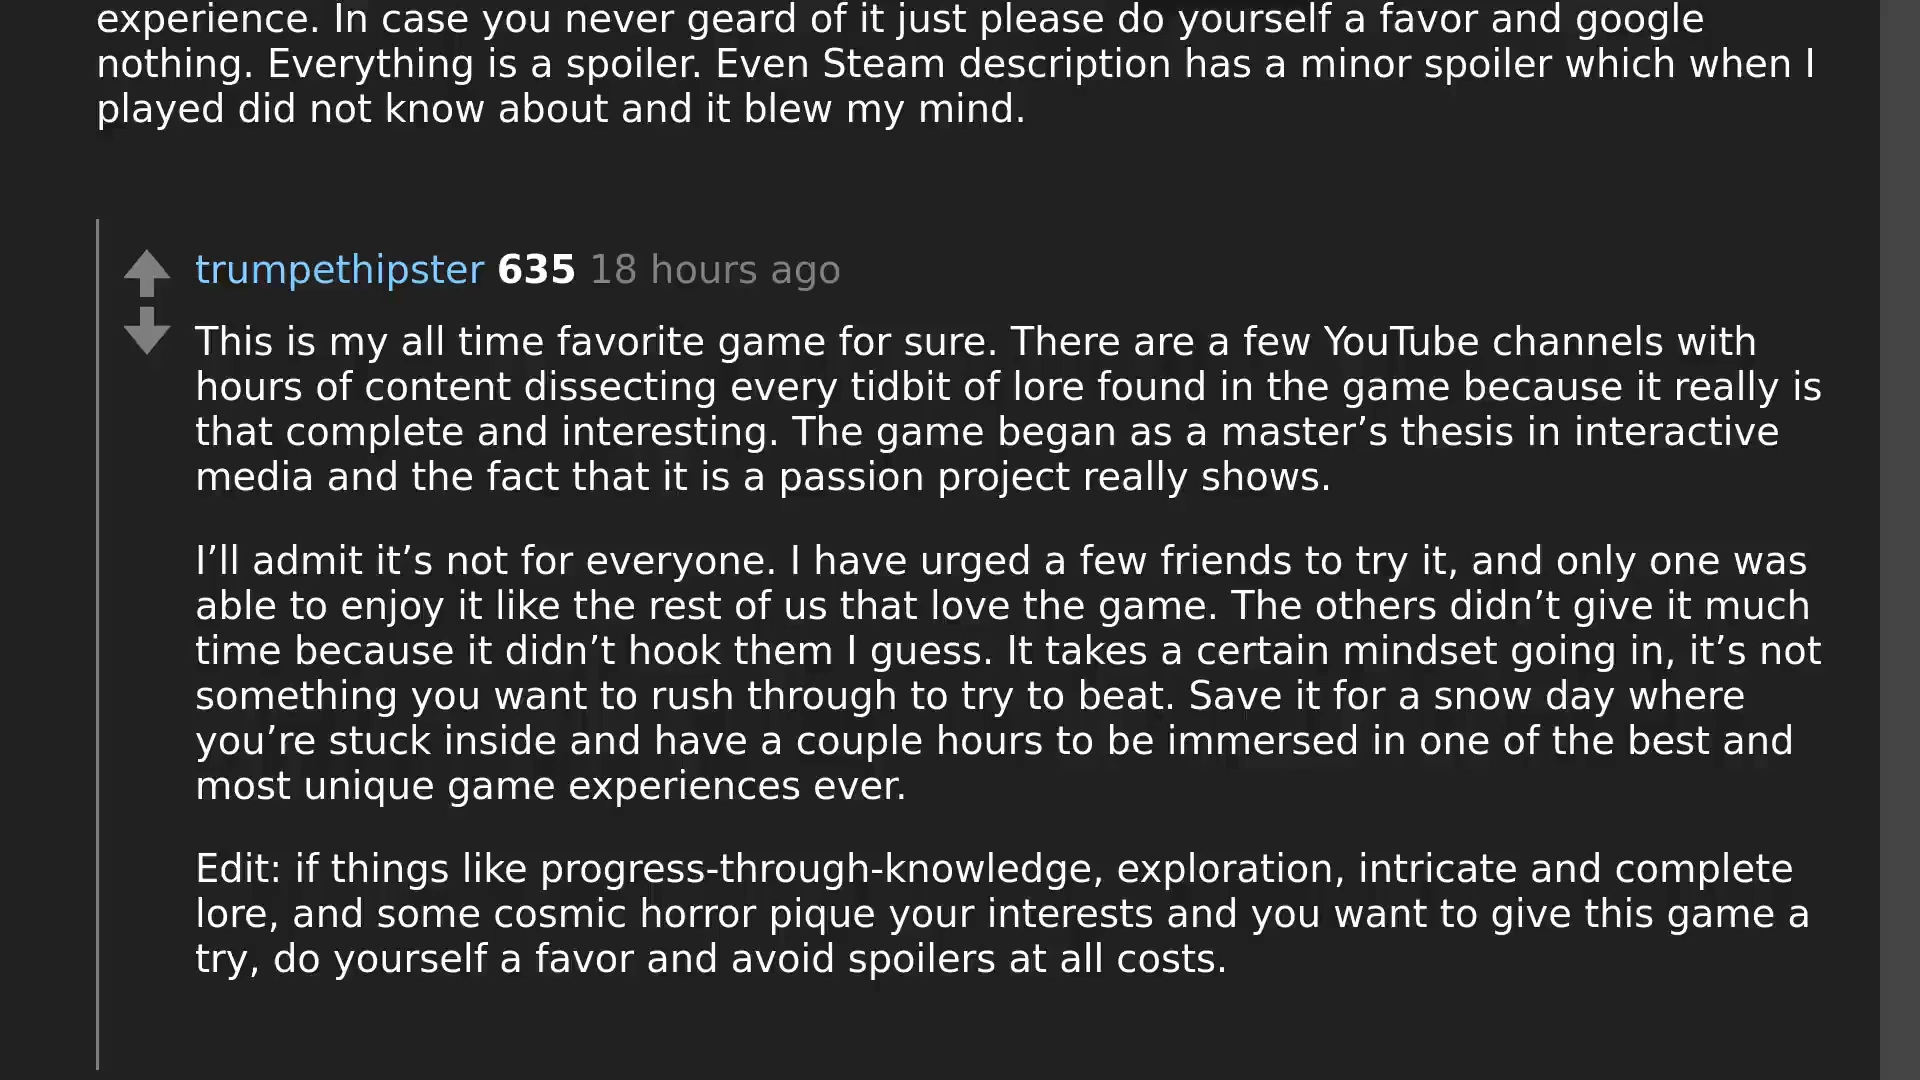 experience. In case you never geard of it just please do yourself a favor and google
nothing. Everything is a spoiler. Even Steam description has a minor spoiler which when I
played did not know about and it blew my mind.
trumpethipster 635 18 hours ago
This is my all time favorite game for sure. There are a few YouTube channels with
hours of content dissecting every tidbit of lore found in the game because it really is
that complete and interesting. The game began as a master’s thesis in interactive
media and the fact that it is a passion project really shows.
I’ll admit it’s not for everyone. I have urged a few friends to try it, and only one was
able to enjoy it like the rest of us that love the game. The others didn’t give it much
time because it didn’t hook them I guess. It takes a certain mindset going in, it’s not
something you want to rush through to try to beat. Save it for a snow day where
you’re stuck inside and have a couple hours to be immersed in one of the best and
most unique game experiences ever.
Edit: if things like progress-through-knowledge, exploration, intricate and complete
lore, and some cosmic horror pique your interests and you want to give this game a
try, do yourself a favor and avoid spoilers at all costs.